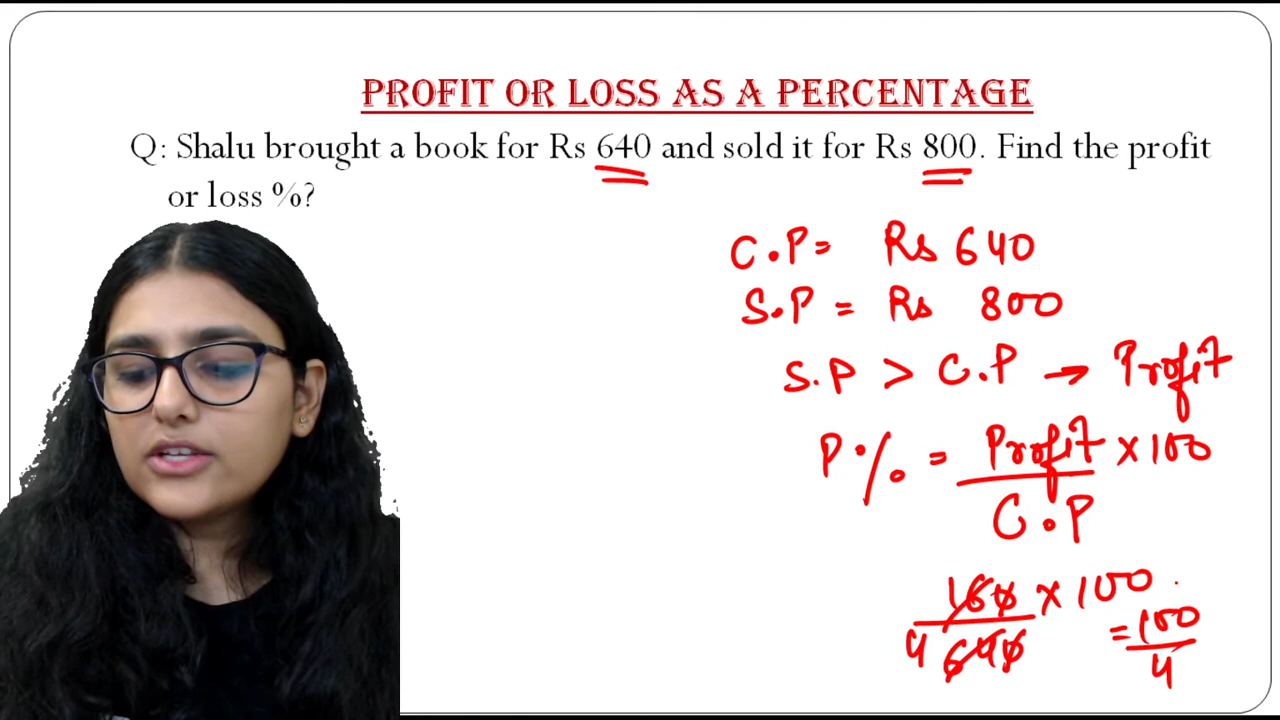 PROFIT OR LOSS AS A PERCENTAGE
Q: Shalu brought a book for Rs 640 and sold it for Rs 800. Find the profit
or loss %?
C.P= Rs 640
S.P = Rs 800
S.P > C.P → Profit
P% = Profit × 100
C.P
160 × 100
4 640
= 100
4